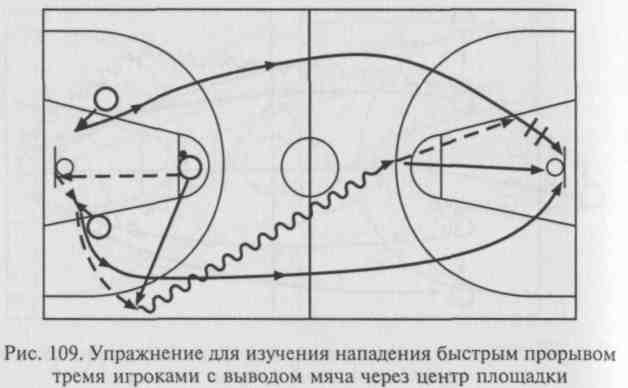 Рис. 109. Упражнение для изучения нападения быстрым прорывом
тремя игроками с выводом мяча через центр площадки